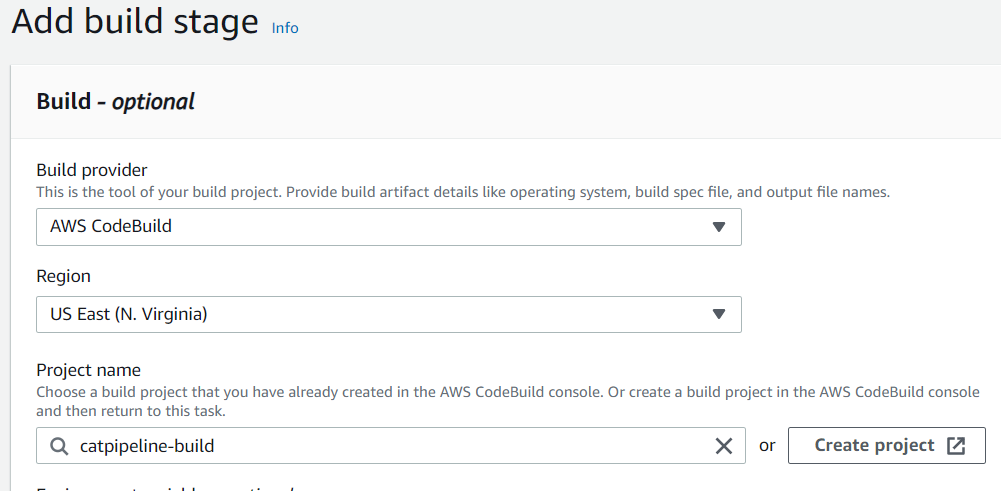 Add build stage Info
Build - optional
Build provider
This is the tool of your build project. Provide build artifact details like operating system, build spec file, and output file names.
AWS CodeBuild
Region
US East (N. Virginia)
Project name
Choose a build project that you have already created in the AWS CodeBuild console. Or create a build project in the AWS CodeBuild console
and then return to this task.
catpipeline-build or Create project